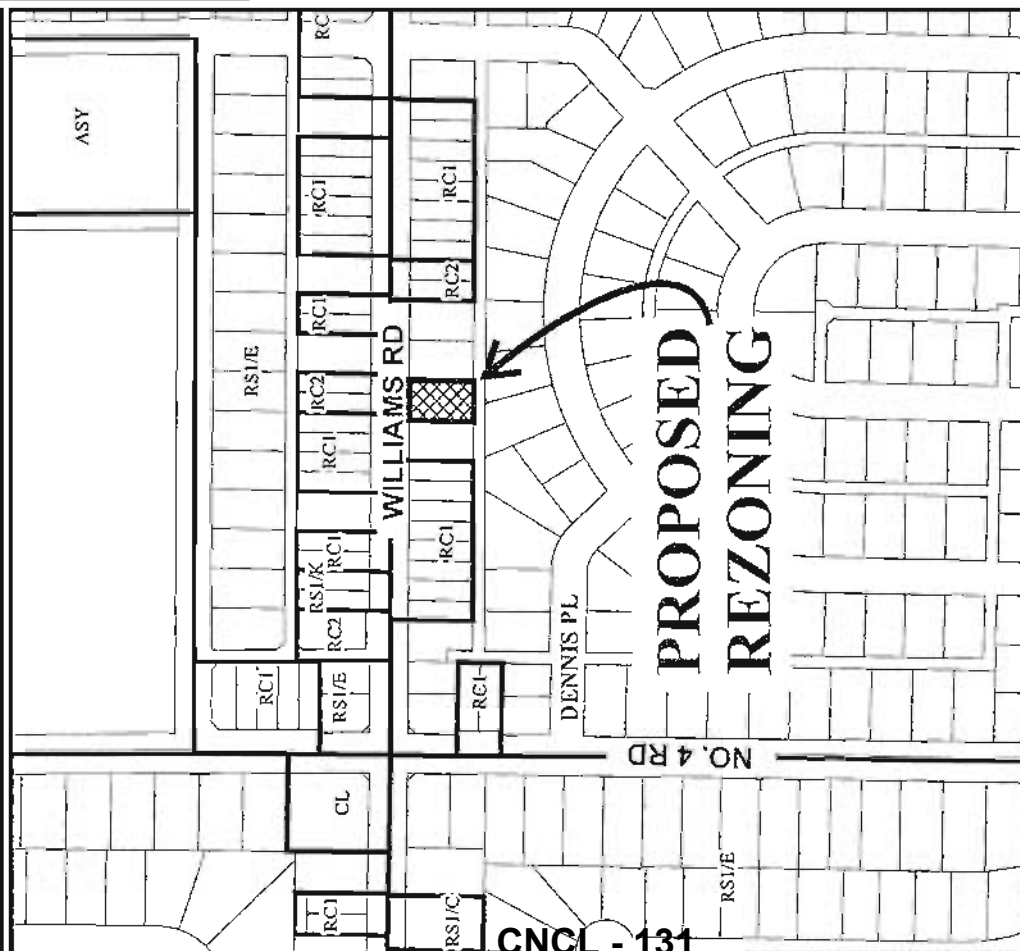 RC
ASY
RC1
RC1
RC2
RC1
RS1/E
WILLIAMS RD
RC2
RC1
PROPOSED
REZONING
RC1
RC1
RS1/K
RC2
DENNIS PL
RC1
RS1/E
RC1
NO. 4 RD
CL
RS1/E
RC1
RS1/C
CNCL - 131